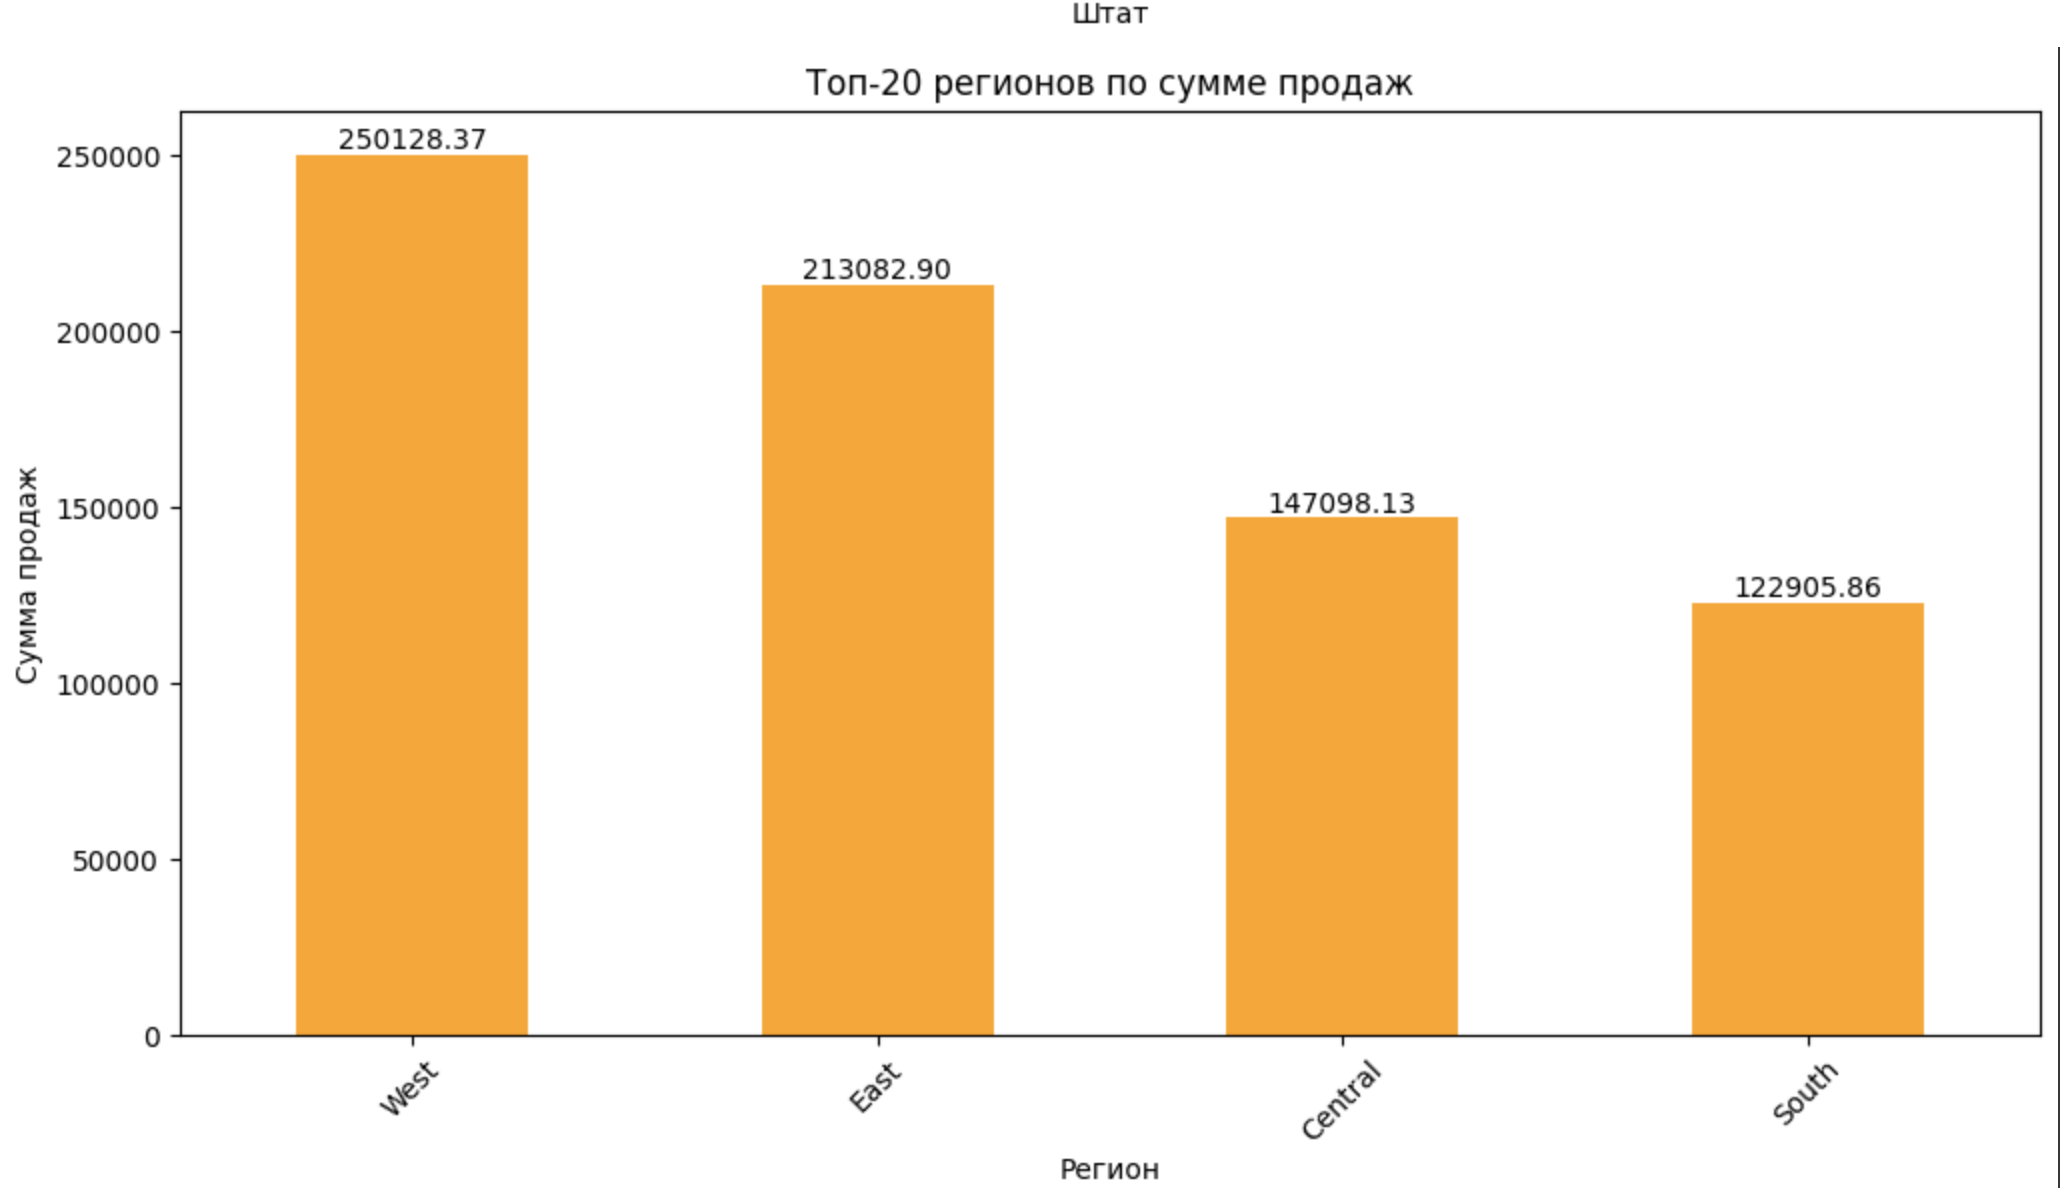 Штат
Топ-20 регионов по сумме продаж
Сумма продаж
250000
200000
150000
100000
50000
0
250128.37
213082.90
147098.13
122905.86
West
East
Central
South
Регион